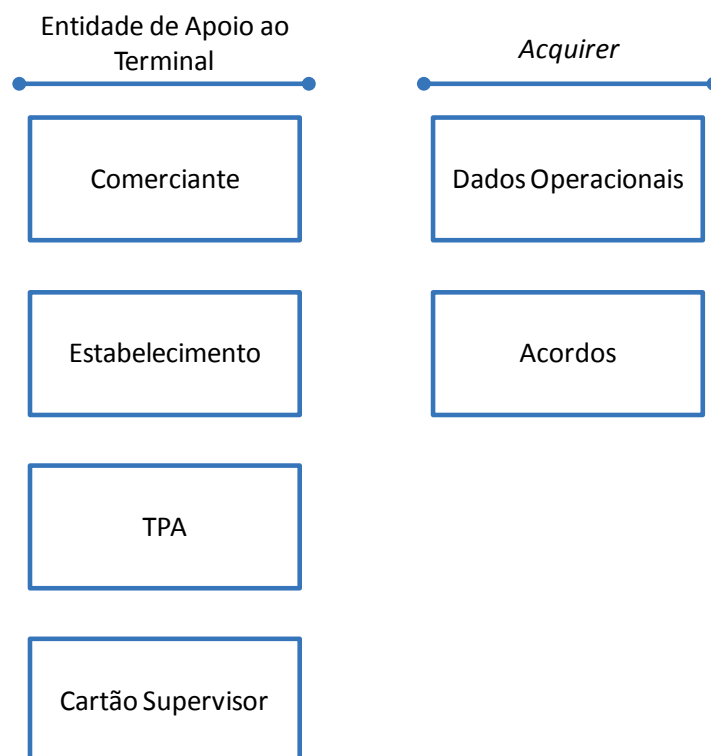 Entidade de Apoio ao
Terminal
Acquirer
Comerciante
Dados Operacionais
Estabelecimento
Acordos
TPA
Cartão Supervisor